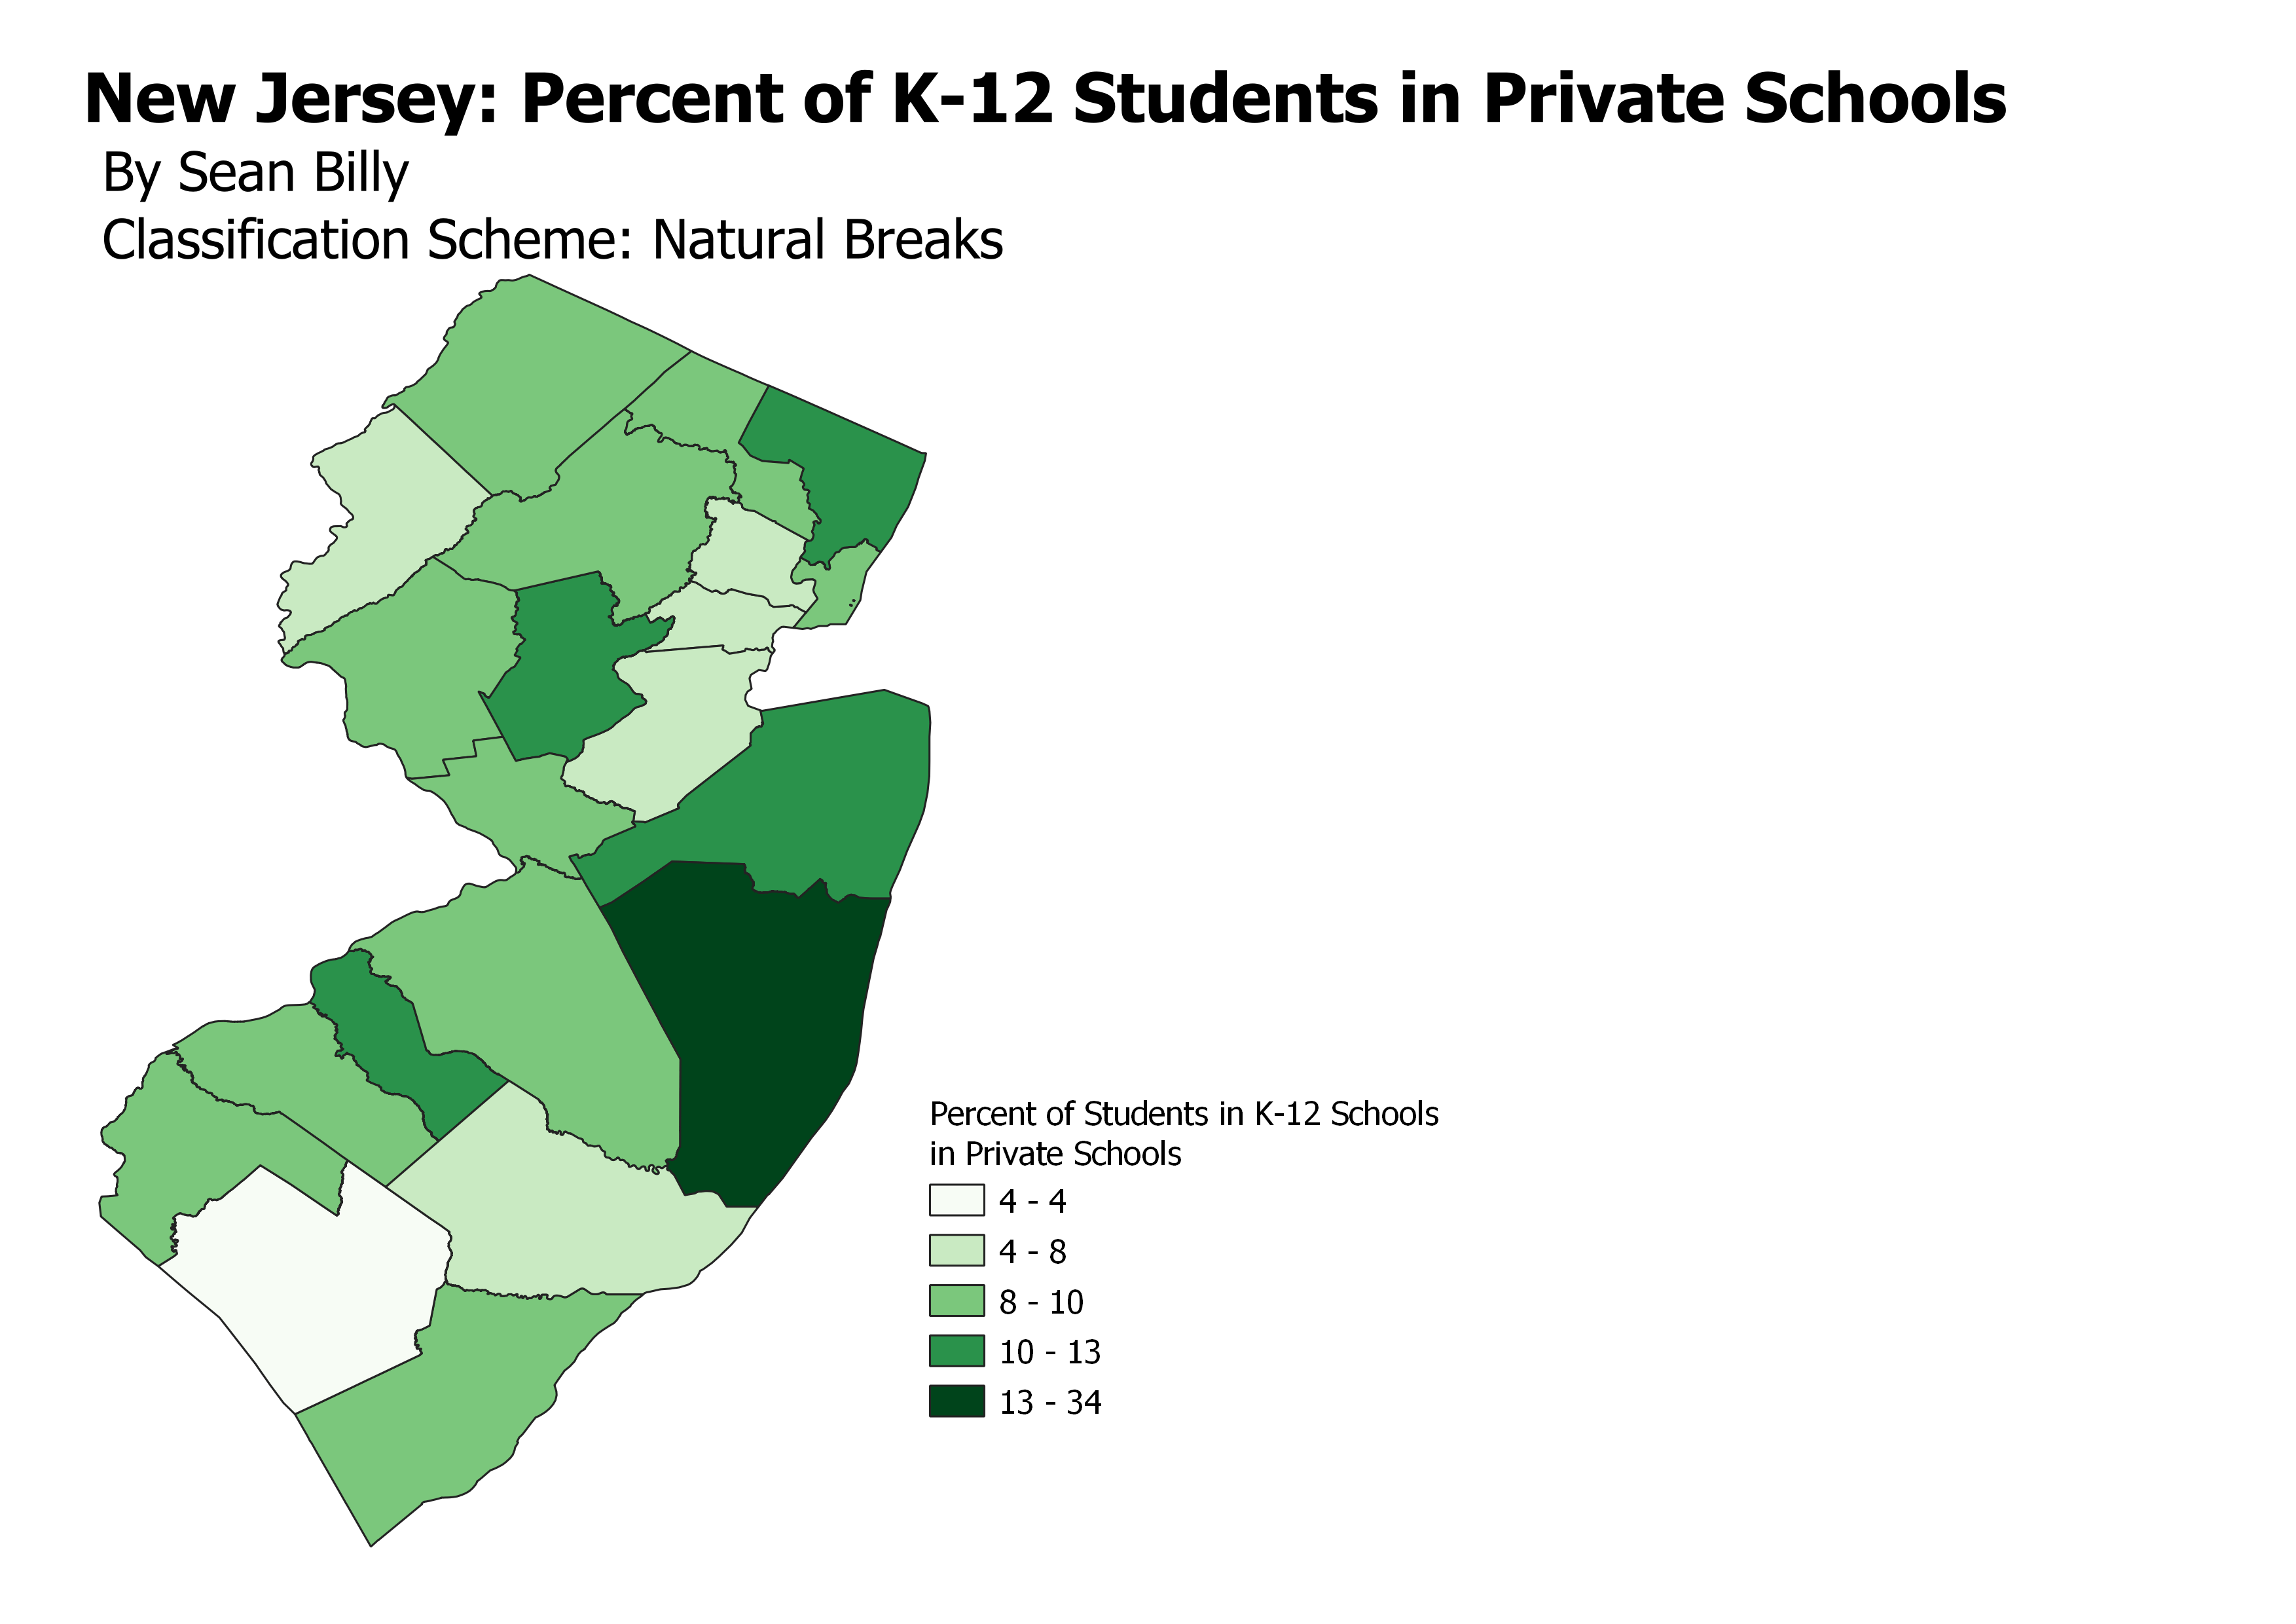 New Jersey: Percent of K-12 Students in Private Schools
By Sean Billy
Classification Scheme: Natural Breaks
Percent of Students in K-12 Schools
in Private Schools
4 - 4
4 - 8
8 - 10
10 - 13
13 - 34